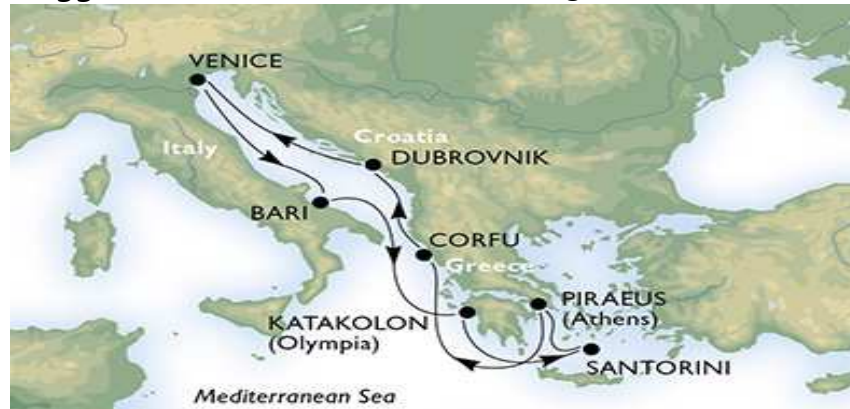 VENICE
Croatia
Italy
DUBROVNIK
BARI
CORFU
Greece
PIRAEUS
(Athens)
KATAKOLON
(Olympia)
SANTORINI
Mediterranean Sea